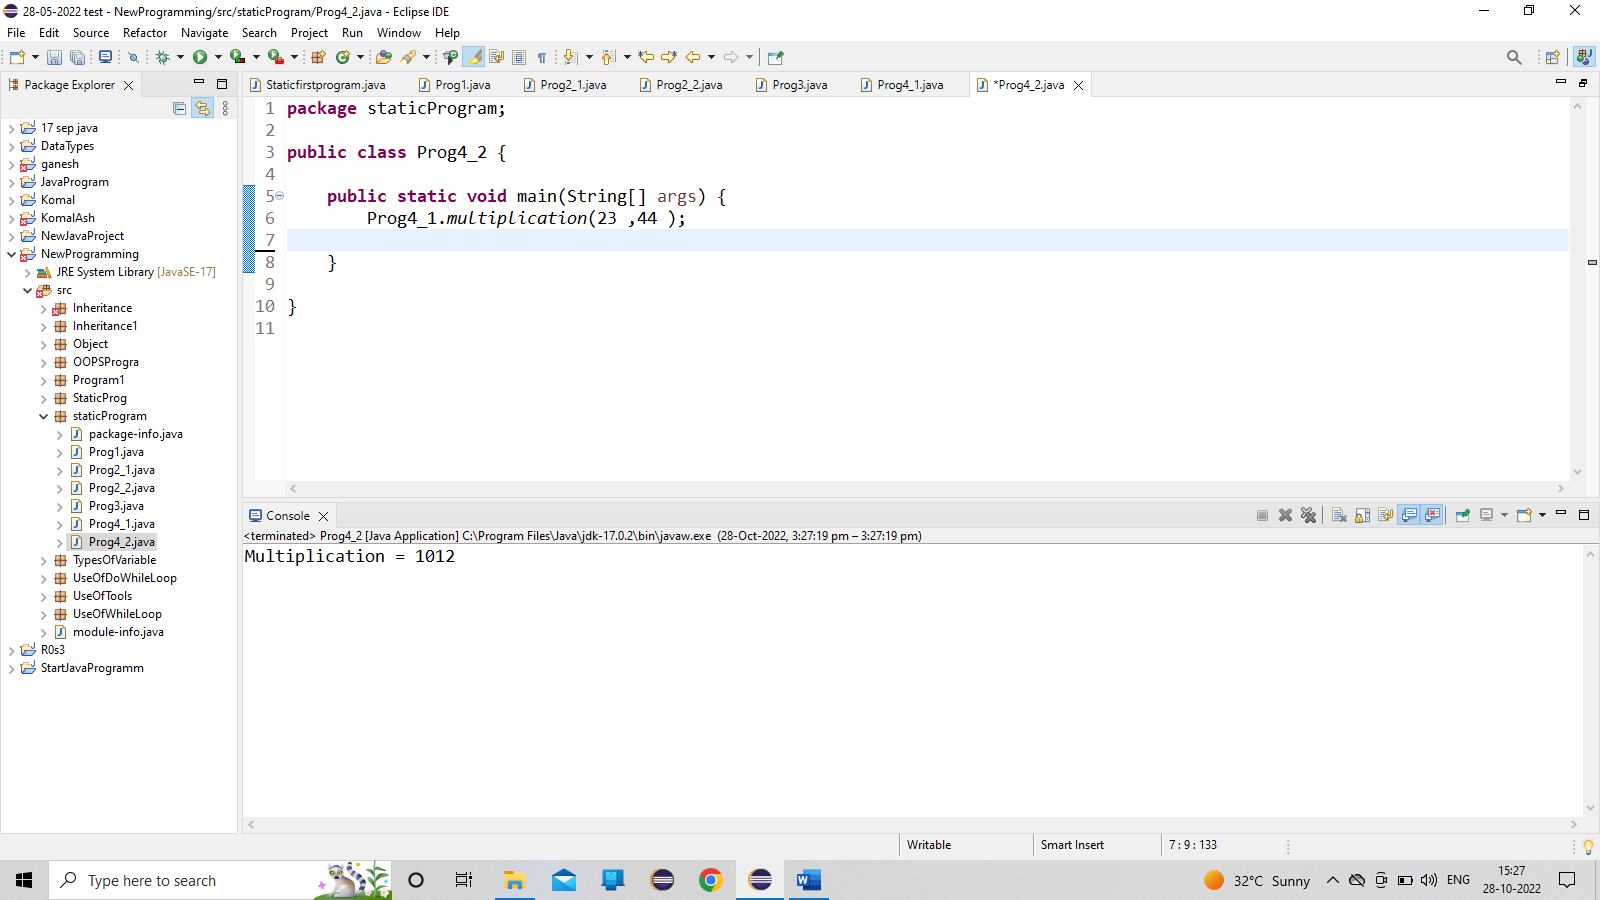 28-05-2022 test - NewProgramming/src/staticProgram/Prog4_2.java - Eclipse IDE
File Edit Source Refactor Navigate Search Project Run Window Help
Package Explorer
Staticfirstprogram.java Prog1.java Prog2_1.java Prog2_2.java Prog3.java Prog4_1.java *Prog4_2.java
17 sep java
DataTypes
ganesh
JavaProgram
Komal
KomalAsh
NewJavaProject
NewProgramming
JRE System Library [JavaSE-17]
src
Inheritance
Inheritance1
Object
OOPSProgra
Program1
StaticProg
staticProgram
package-info.java
Prog1.java
Prog2_1.java
Prog2_2.java
Prog3.java
Prog4_1.java
Prog4_2.java
TypesOfVariable
UseOfDoWhileLoop
UseOfTools
UseOfWhileLoop
module-info.java
R0s3
StartJavaProgramm
1 package staticProgram;
2
3 public class Prog4_2 {
4
5 public static void main(String[] args) {
6 Prog4_1.multiplication(23 ,44 );
7
8 }
9
10 }
11
Console
<terminated> Prog4_2 [Java Application] C:\Program Files\Java\jdk-17.0.2\bin\javaw.exe (28-Oct-2022, 3:27:19 pm – 3:27:19 pm)
Multiplication = 1012
Writable Smart Insert 7 : 9 : 133
Type here to search
32°C Sunny ENG 15:27
28-10-2022